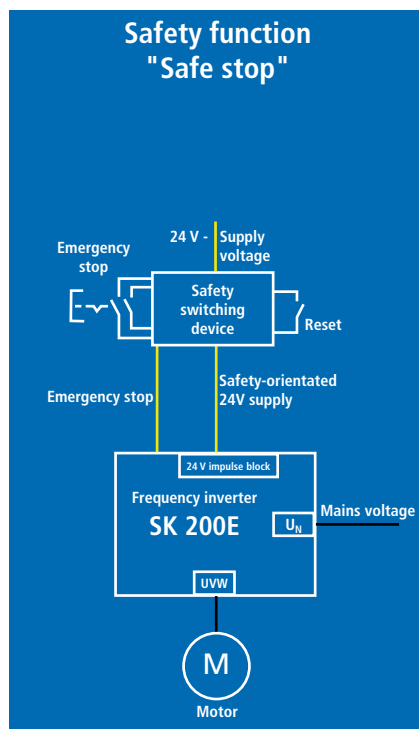 Safety function
"Safe stop"
24 V - Supply
voltage
Emergency
stop
Safety
switching
device
Reset
Emergency stop
Safety-orientated
24V supply
24 V impulse block
Frequency inverter
SK 200E
Mains voltage
UN
UVW
M
Motor